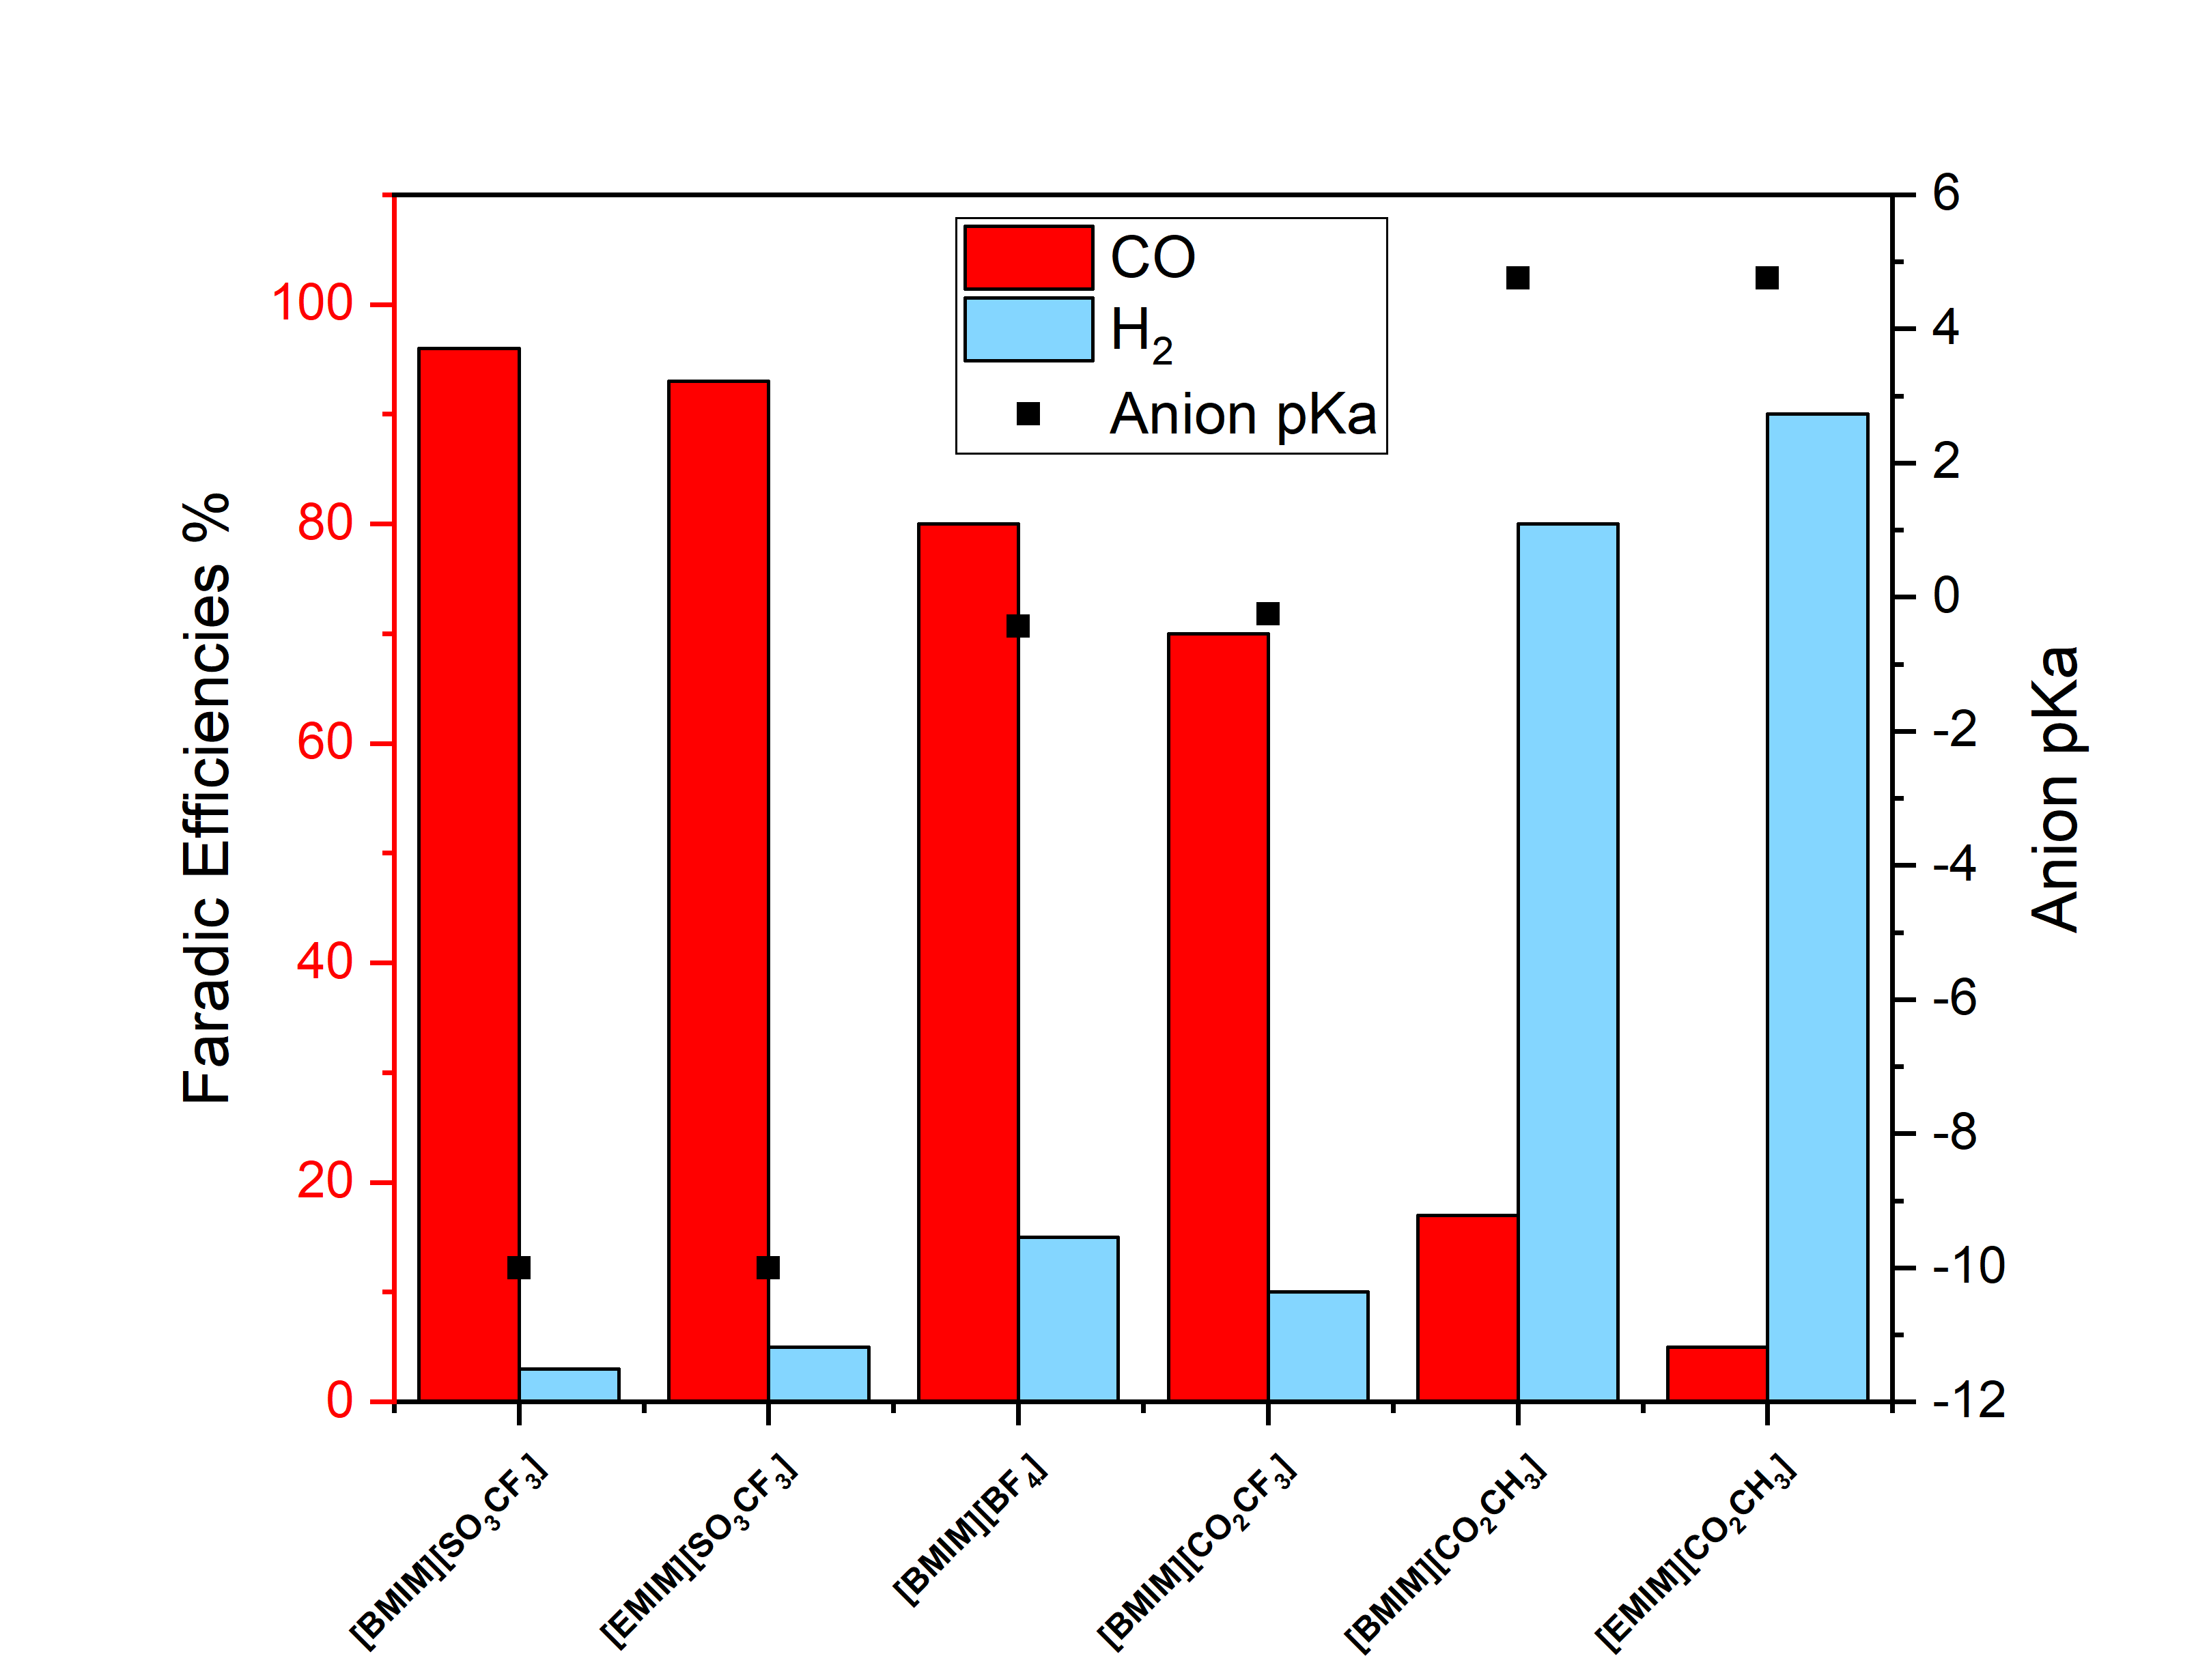 CO
H₂
Anion pKa
Faradic Efficiencies %
100
80
60
40
20
0
6
4
2
0
-2
-4
-6
-8
-10
-12
Anion pKa
[BMIM][SO₃CF₃]
[EMIM][SO₃CF₃]
[BMIM][BF₄]
[BMIM][CO₂CF₃]
[BMIM][CO₂CH₃]
[EMIM][CO₂CH₃]